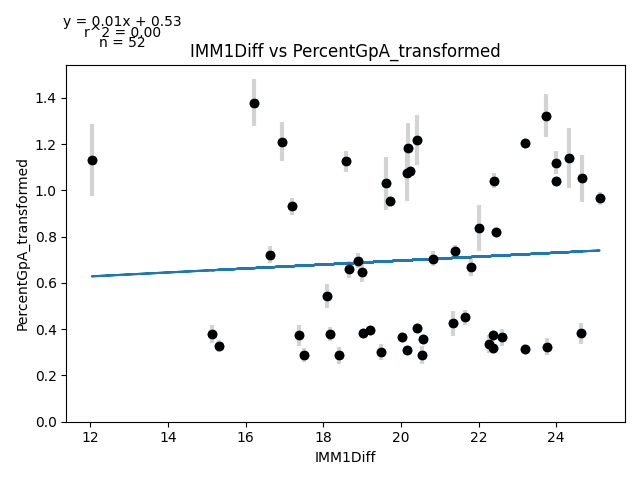 y = 0.01x + 0.53
r^2 = 0.00
n = 52
IMM1Diff vs PercentGpA_transformed
PercentGpA_transformed
1.4
1.2
1.0
0.8
0.6
0.4
0.2
0.0
12 14 16 18 20 22 24
IMM1Diff